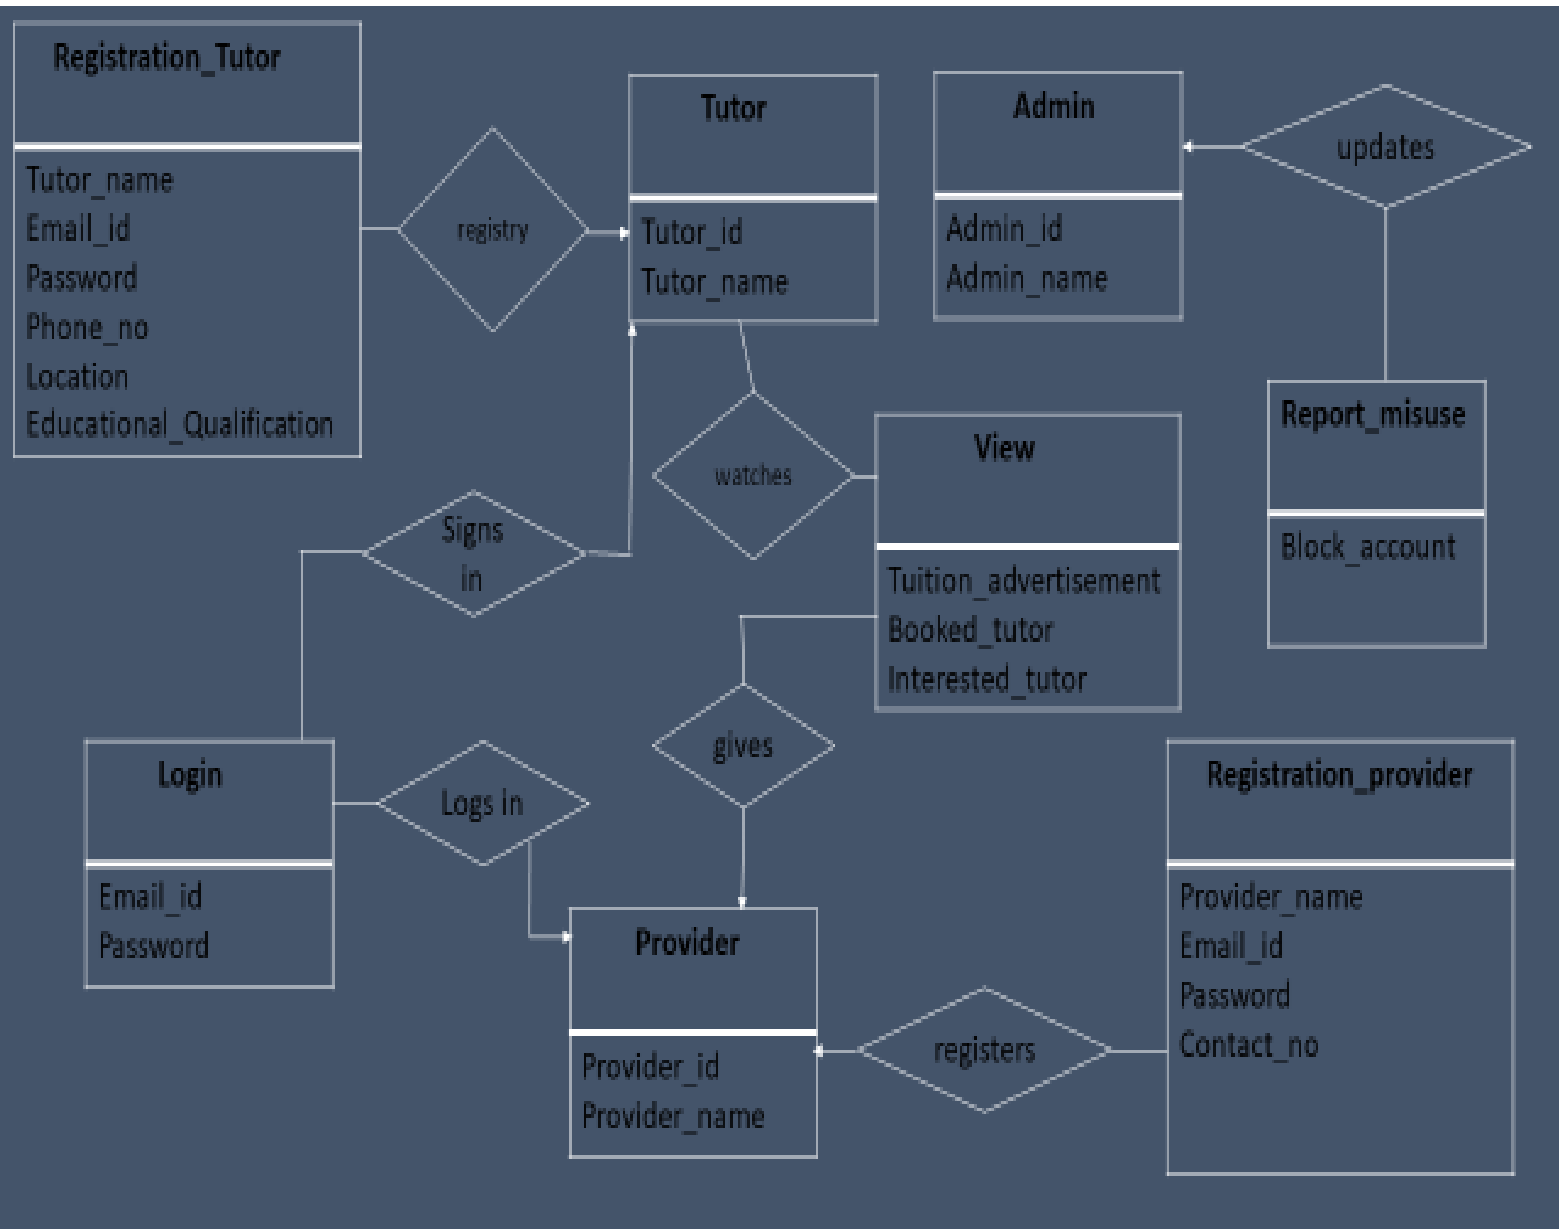 Registration_Tutor
Tutor_name
Email_id
Password
Phone_no
Location
Educational_Qualification
registry
Tutor
Tutor_id
Tutor_name
Admin
Admin_id
Admin_name
updates
Report_misuse
Block_account
watches
View
Tuition_advertisement
Booked_tutor
Interested_tutor
Signs
in
Login
Email_id
Password
Logs in
gives
Provider
Provider_id
Provider_name
registers
Registration_provider
Provider_name
Email_id
Password
Contact_no